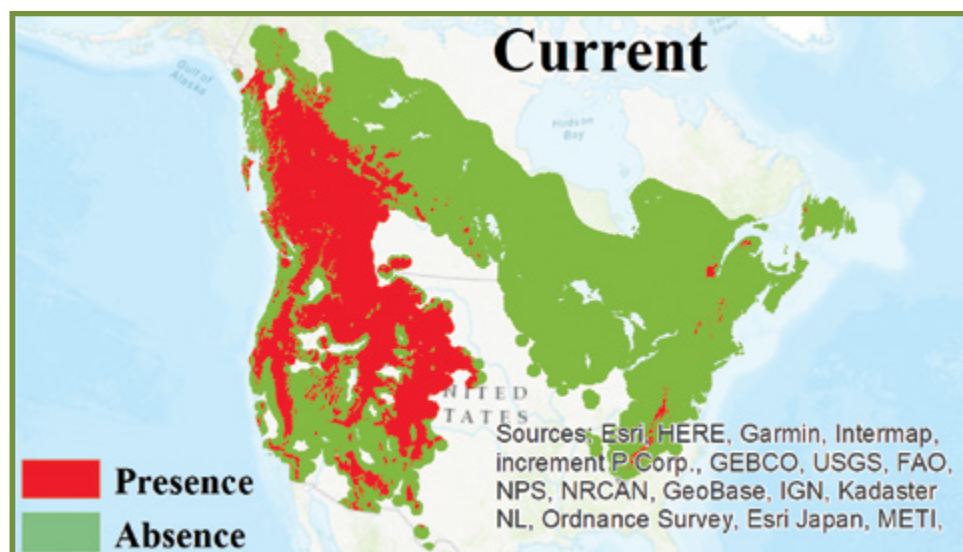 Current
Gulf of
Alaska
Hudson
Bay
NITED
TATES
Sources: Esri, HERE, Garmin, Intermap,
increment P Corp., GEBCO, USGS, FAO,
NPS, NRCAN, GeoBase, IGN, Kadaster
NL, Ordnance Survey, Esri Japan, METI,
Presence
Absence